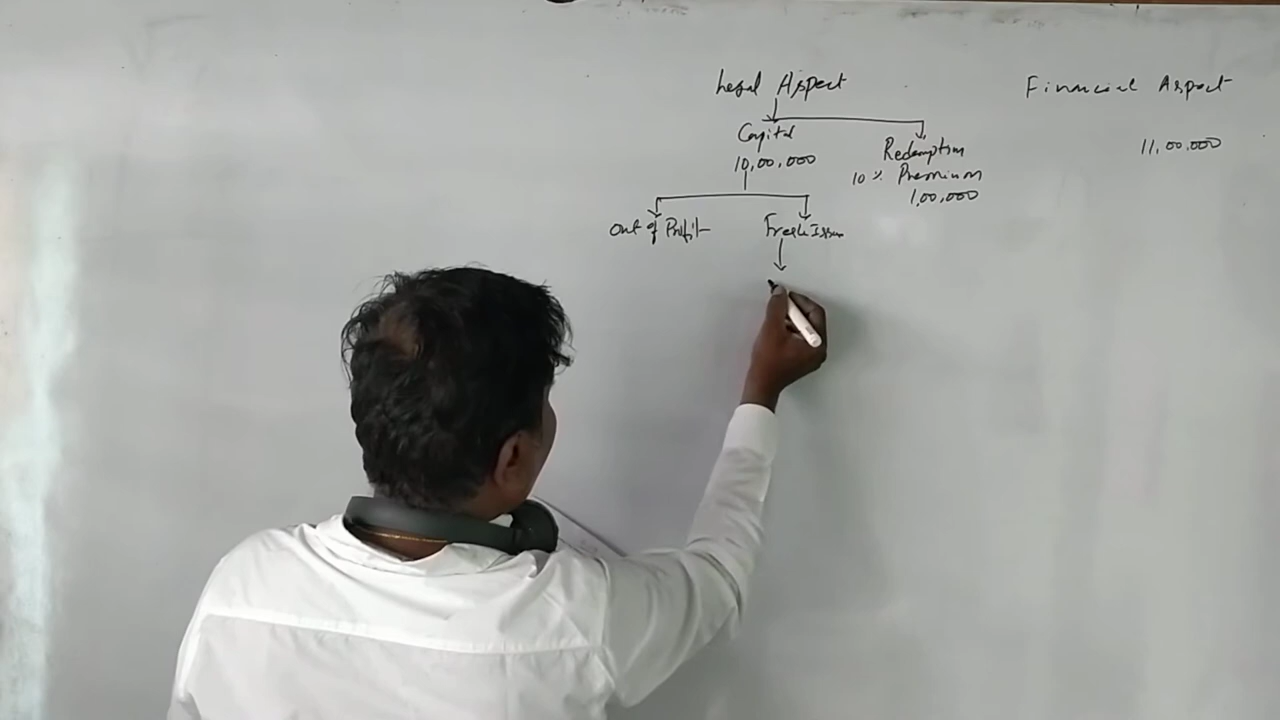 Legal Aspect
Financial Aspect
Capital
10,00,000
Redemption
10 % Premium
1,00,000
11,00,000
Out of Profit
Fresh Issue